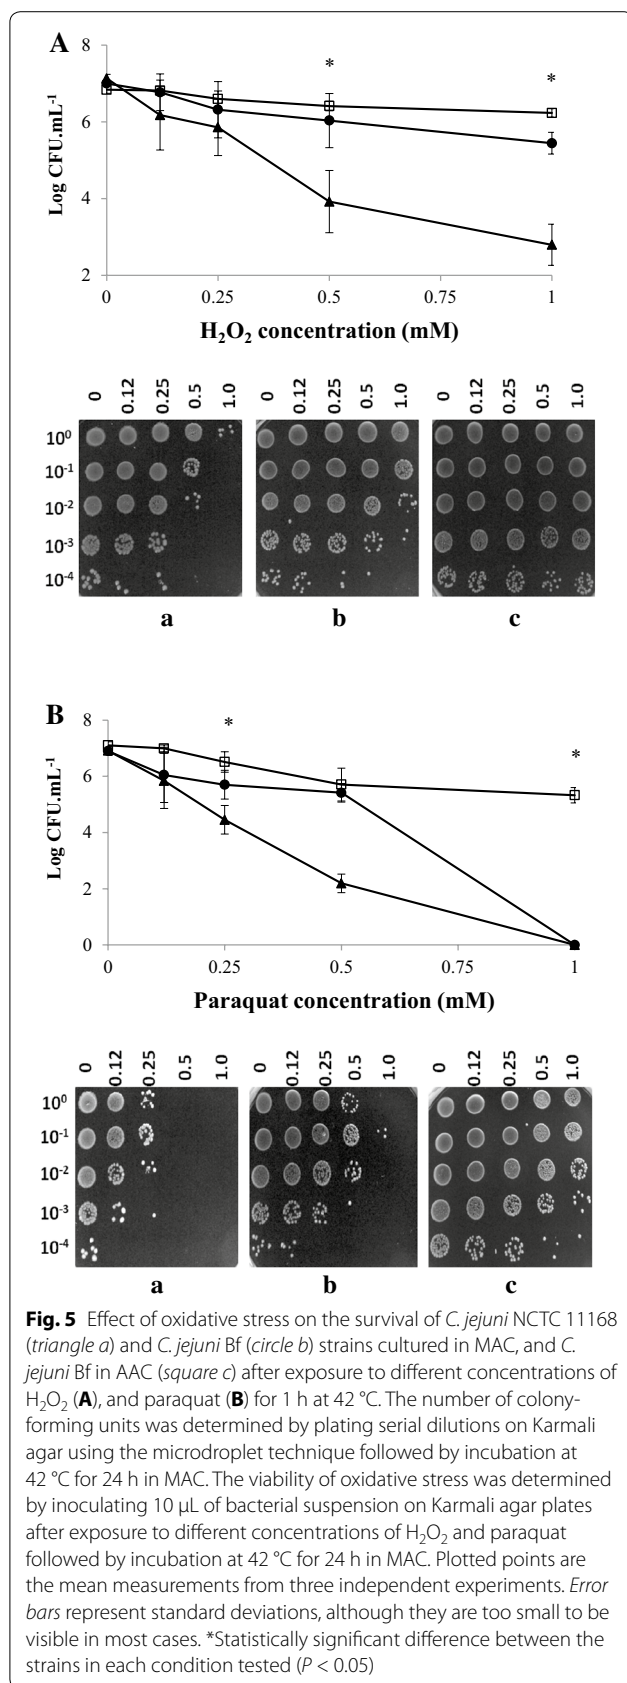 A
8
*
*
6
4
2
Log CFU.mL⁻¹
0 0.25 0.5 0.75 1
H₂O₂ concentration (mM)
0 0.12 0.25 0.5 1.0 0 0.12 0.25 0.5 1.0 0 0.12 0.25 0.5 1.0
10⁰
10⁻¹
10⁻²
10⁻³
10⁻⁴
a b c
B
8
*
*
6
4
2
0
Log CFU.mL⁻¹
0 0.25 0.5 0.75 1
Paraquat concentration (mM)
0 0.12 0.25 0.5 1.0 0 0.12 0.25 0.5 1.0 0 0.12 0.25 0.5 1.0
10⁰
10⁻¹
10⁻²
10⁻³
10⁻⁴
a b c
Fig. 5 Effect of oxidative stress on the survival of C. jejuni NCTC 11168
(triangle a) and C. jejuni Bf (circle b) strains cultured in MAC, and C.
jejuni Bf in AAC (square c) after exposure to different concentrations of
H₂O₂ (A), and paraquat (B) for 1 h at 42 °C. The number of colony-
forming units was determined by plating serial dilutions on Karmali
agar using the microdroplet technique followed by incubation at
42 °C for 24 h in MAC. The viability of oxidative stress was determined
by inoculating 10 µL of bacterial suspension on Karmali agar plates
after exposure to different concentrations of H₂O₂ and paraquat
followed by incubation at 42 °C for 24 h in MAC. Plotted points are
the mean measurements from three independent experiments. Error
bars represent standard deviations, although they are too small to be
visible in most cases. *Statistically significant difference between the
strains in each condition tested (P < 0.05)